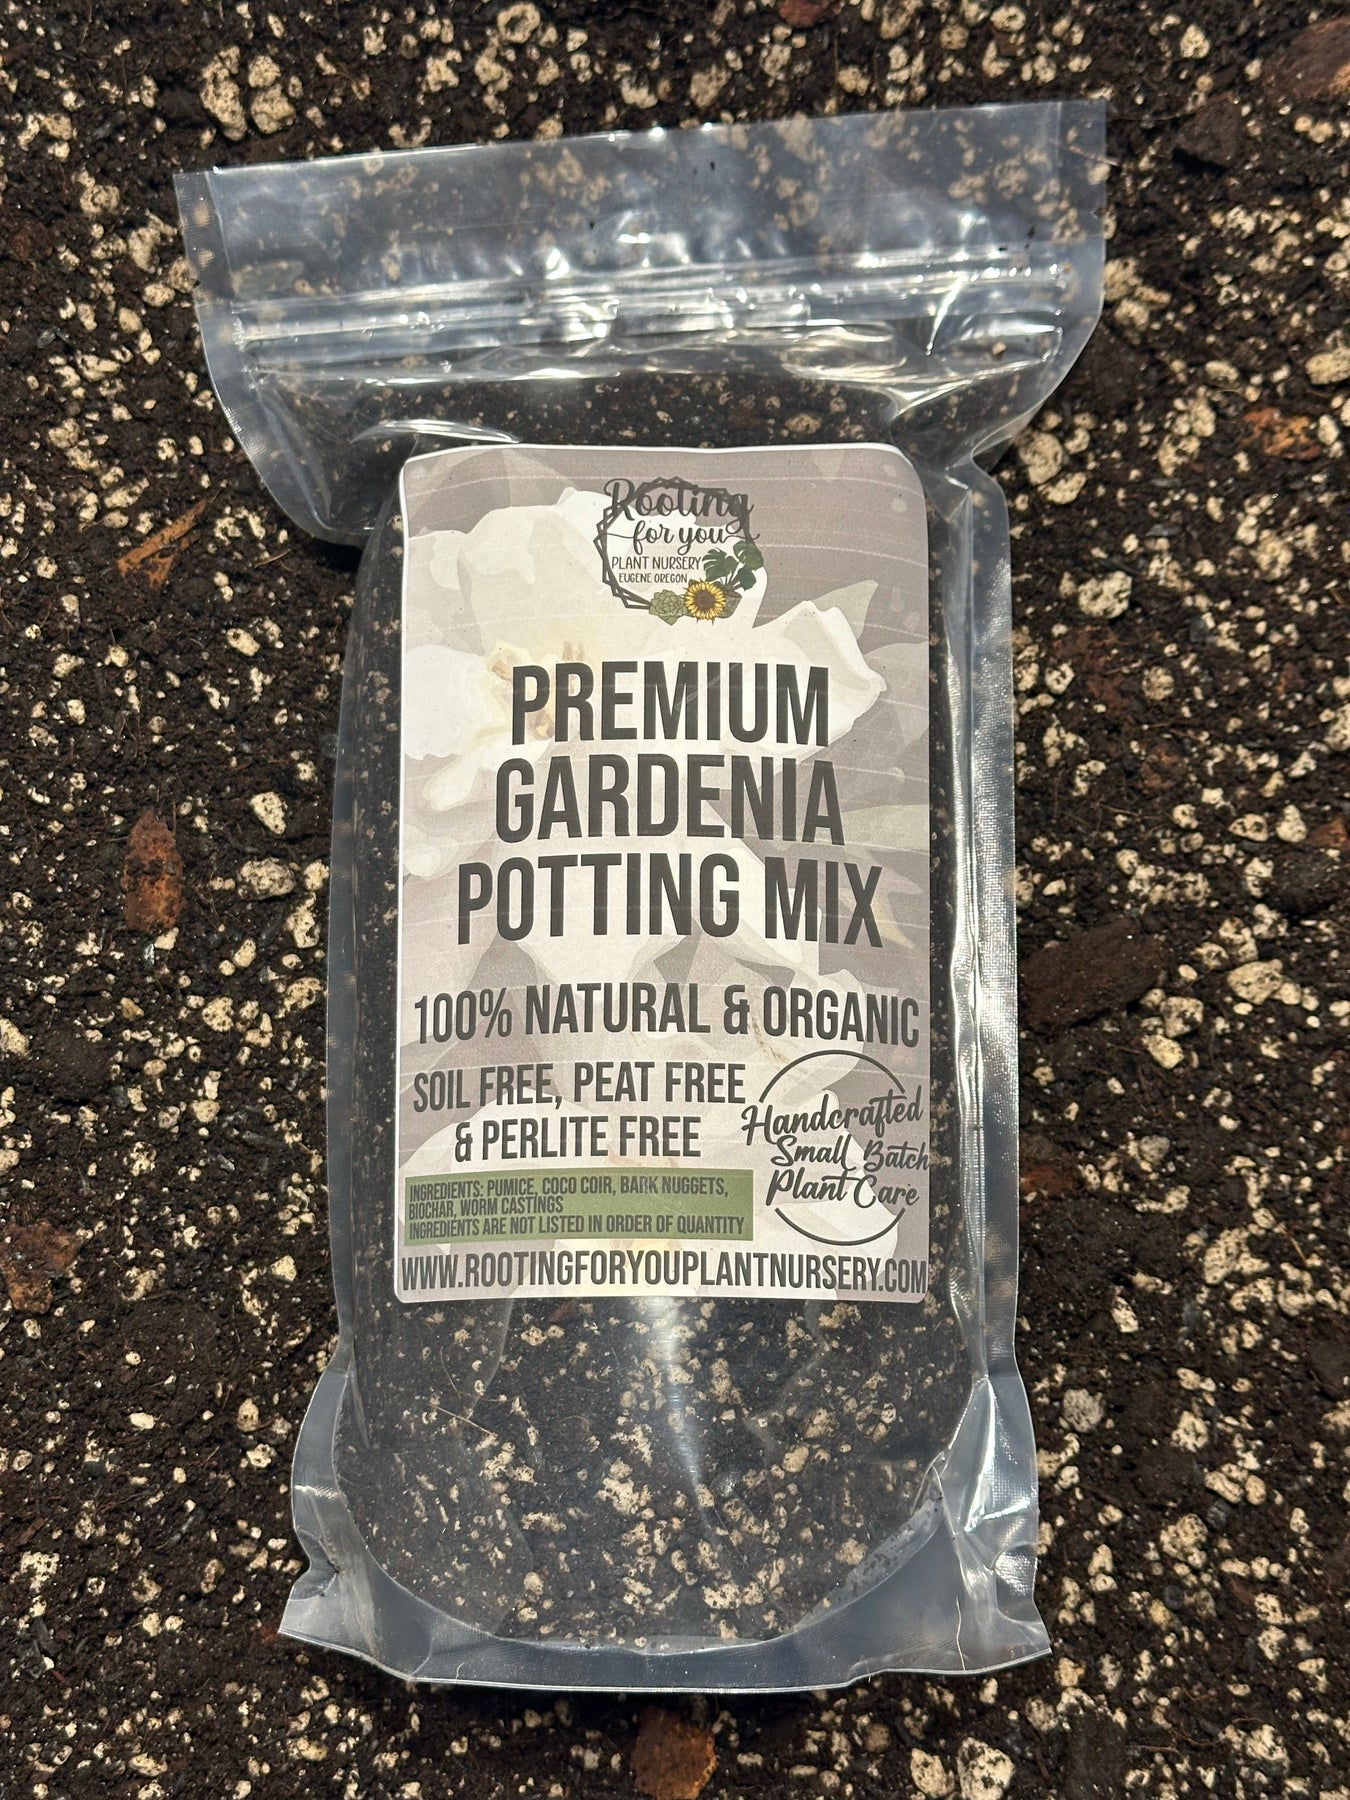 Rooting
for you
PLANT NURSERY
EUGENE OREGON
PREMIUM
GARDENIA
POTTING MIX
100% NATURAL & ORGANIC
SOIL FREE, PEAT FREE
& PERLITE FREE
Handcrafted
Small Batch
Plant Care
INGREDIENTS: PUMICE, COCO COIR, BARK NUGGETS,
BIOCHAR, WORM CASTINGS
INGREDIENTS ARE NOT LISTED IN ORDER OF QUANTITY
WWW.ROOTINGFORYOUPLANTNURSERY.COM